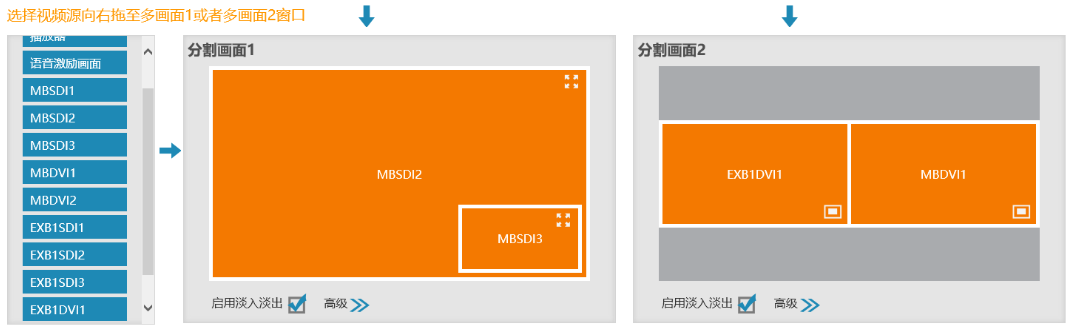 选择视频源向右拖至多画面1或者多画面2窗口
播放器
语音激励画面
MBSDI1
MBSDI2
MBSDI3
MBDVI1
MBDVI2
EXB1SDI1
EXB1SDI2
EXB1SDI3
EXB1DVI1
分割画面1
MBSDI2
MBSDI3
启用淡入淡出 高级
分割画面2
EXB1DVI1 MBDVI1
启用淡入淡出 高级